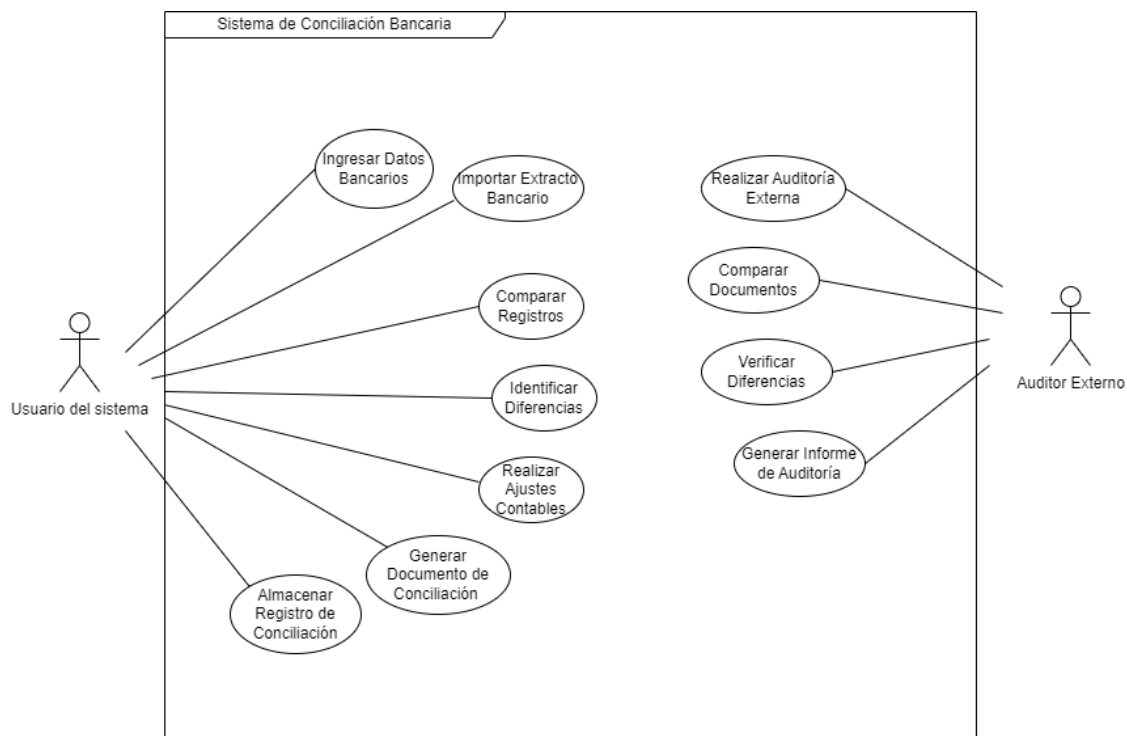 Sistema de Conciliación Bancaria
Ingresar Datos
Bancarios
Importar Extracto
Bancario
Comparar
Registros
Identificar
Diferencias
Realizar
Ajustes
Contables
Generar
Documento de
Conciliación
Almacenar
Registro de
Conciliación
Usuario del sistema
Realizar Auditoría
Externa
Comparar
Documentos
Verificar
Diferencias
Generar Informe
de Auditoría
Auditor Externo